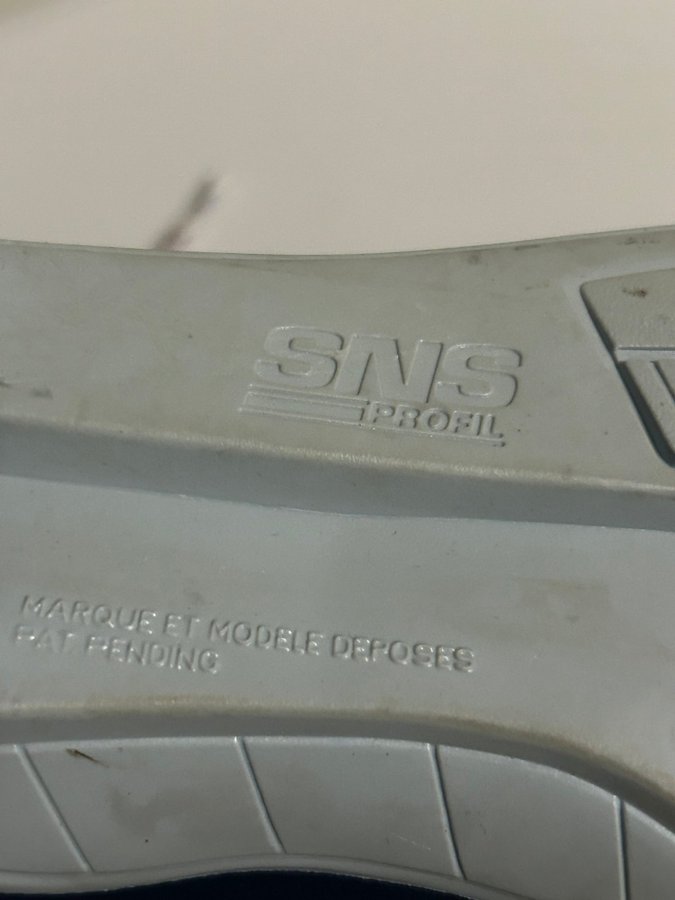 SNS
PROFIL
MARQUE ET MODELE DEPOSES
PAT PENDING